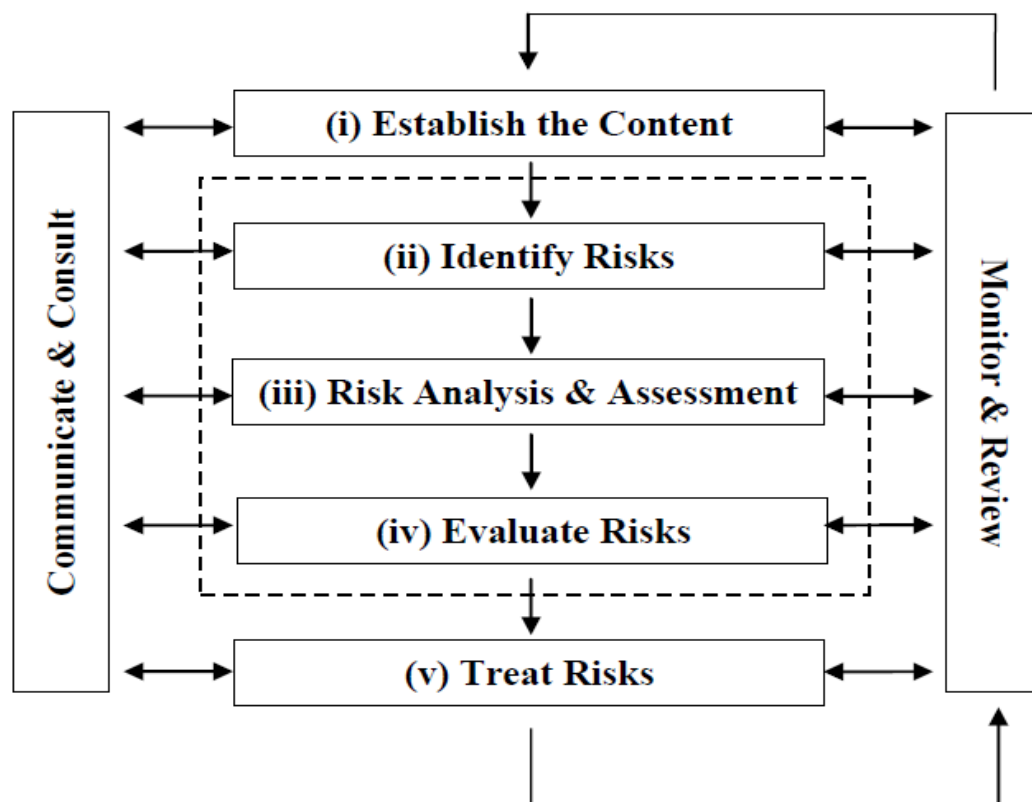 (i) Establish the Content
(ii) Identify Risks
(iii) Risk Analysis & Assessment
(iv) Evaluate Risks
(v) Treat Risks
Communicate & Consult
Monitor & Review